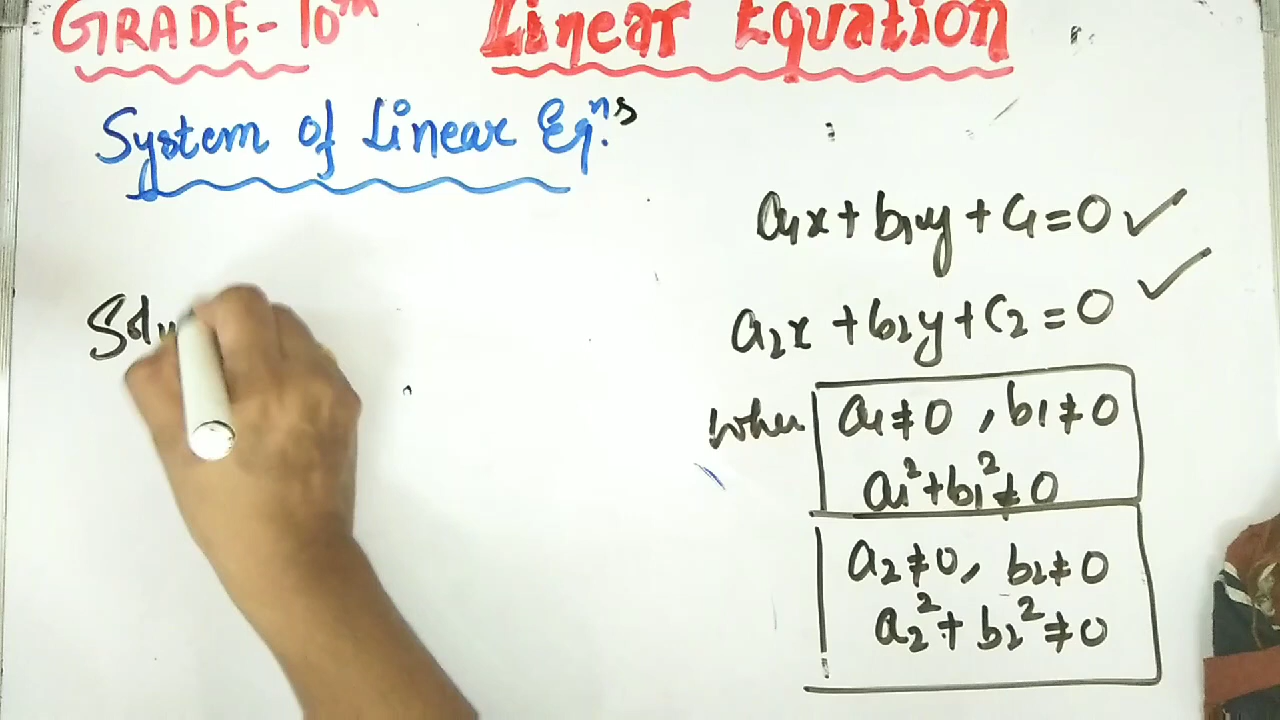 GRADE-10th
Linear Equation
System of Linear Eqns.
a1x + b1y + c1 = 0 ✓
a2x + b2y + c2 = 0 ✓
When
a1 ≠ 0 , b1 ≠ 0
a1² + b1² ≠ 0
a2 ≠ 0, b2 ≠ 0
a2² + b2² ≠ 0